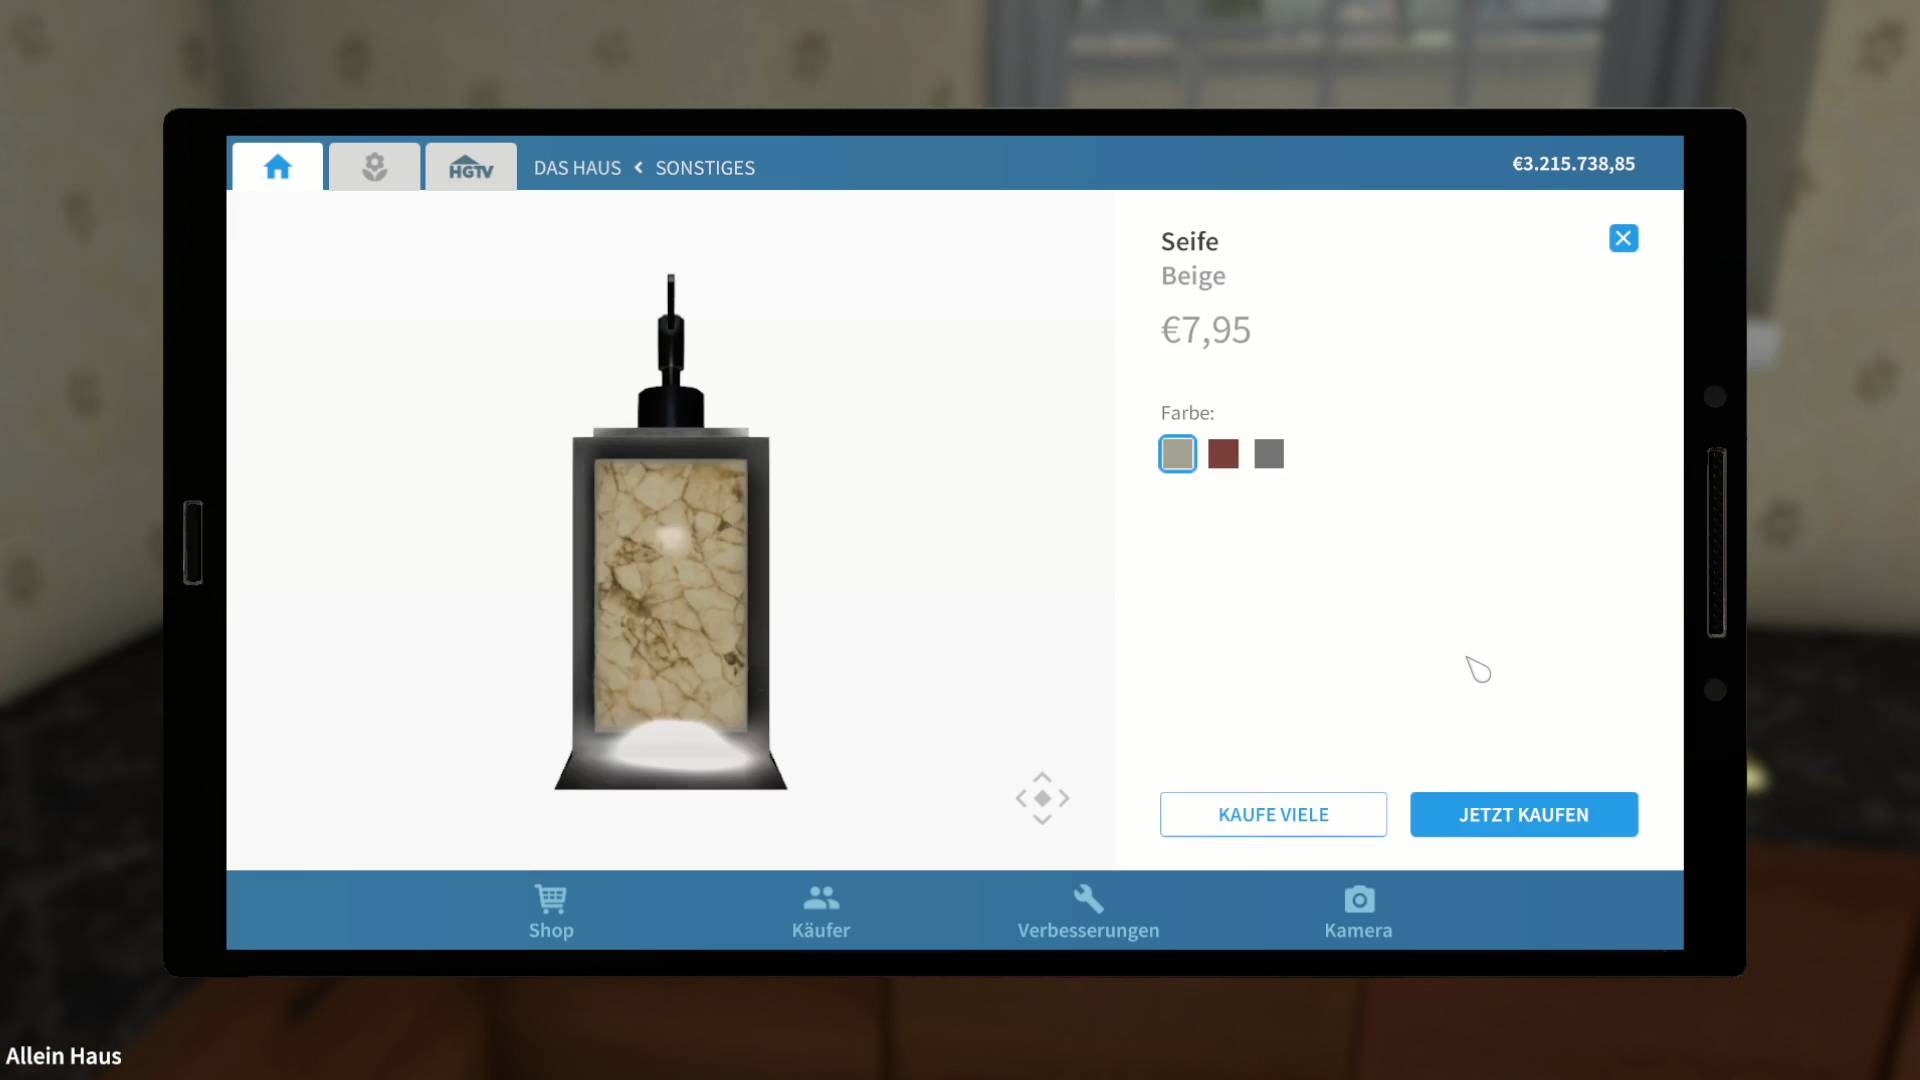 HGTV
DAS HAUS < SONSTIGES
€3.215.738,85
Seife
Beige
€7,95
Farbe:
KAUFE VIELE
JETZT KAUFEN
Shop
Käufer
Verbesserungen
Kamera
Allein Haus